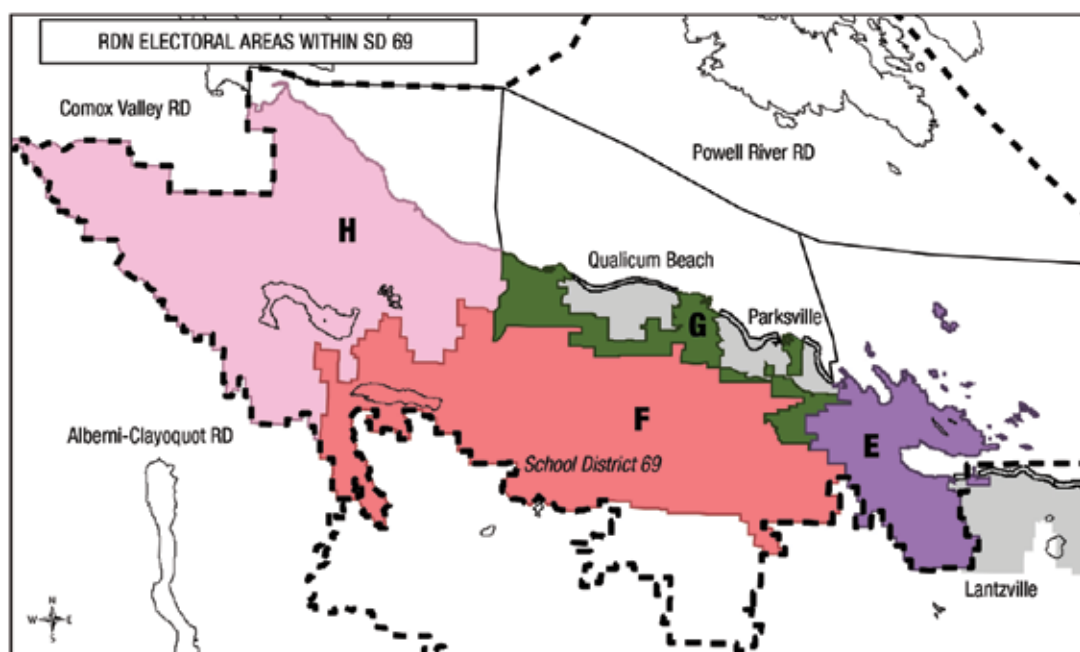 RDN ELECTORAL AREAS WITHIN SD 69
Comox Valley RD
Powell River RD
H
Qualicum Beach
G
Parksville
F
E
Alberni-Clayoquot RD
School District 69
Lantzville
N
W E
S